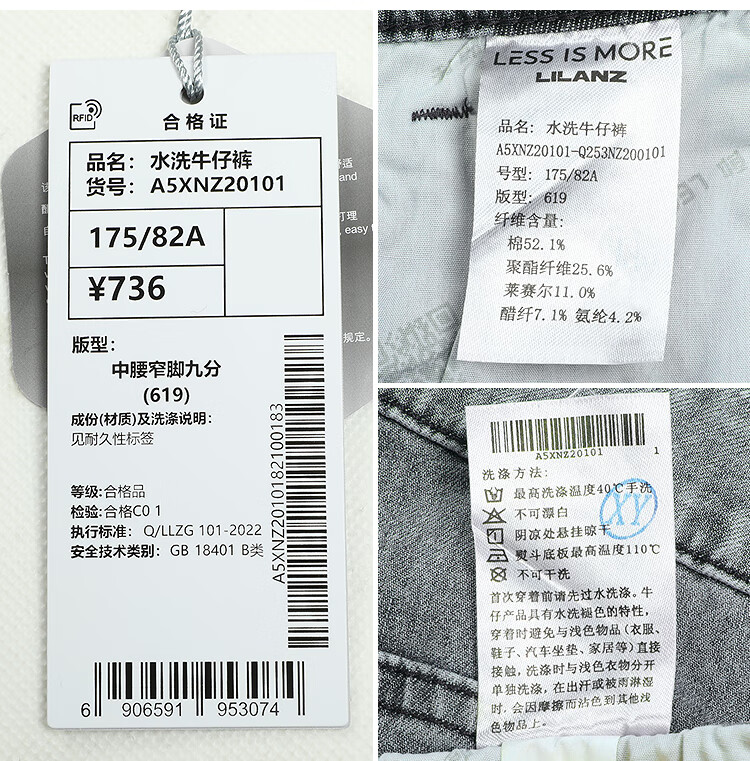 RFID
合格证
品名：水洗牛仔裤
货号：A5XNZ20101
175/82A
¥736
版型：
中腰窄脚九分
(619)
成份(材质)及洗涤说明：
见耐久性标签
等级:合格品
检验:合格C0 1
执行标准: Q/LLZG 101-2022
安全技术类别: GB 18401 B类
A5XNZ2010182100183
6 906591 953074
and
可理
, easy t
规定。
LESS IS MORE
LILANZ
品名: 水洗牛仔裤
A5XNZ20101-Q253NZ200101
号型: 175/82A
版型: 619
纤维含量:
棉52.1%
聚酯纤维25.6%
莱赛尔11.0%
醋纤7.1% 氨纶4.2%
A5XNZ20101 1
洗涤方法:
最高洗涤温度40℃手洗
不可漂白
阴凉处悬挂晾干
熨斗底板最高温度110℃
不可干洗
XY
首次穿着前请先过水洗涤。牛
仔产品具有水洗褪色的特性,
穿着时避免与浅色物品(衣服、
鞋子、汽车坐垫、家居等)直接
接触, 洗涤时与浅色衣物分开
单独洗涤, 在出汗或被雨淋湿
时, 会因摩擦而沾色到其他浅
色物品上。